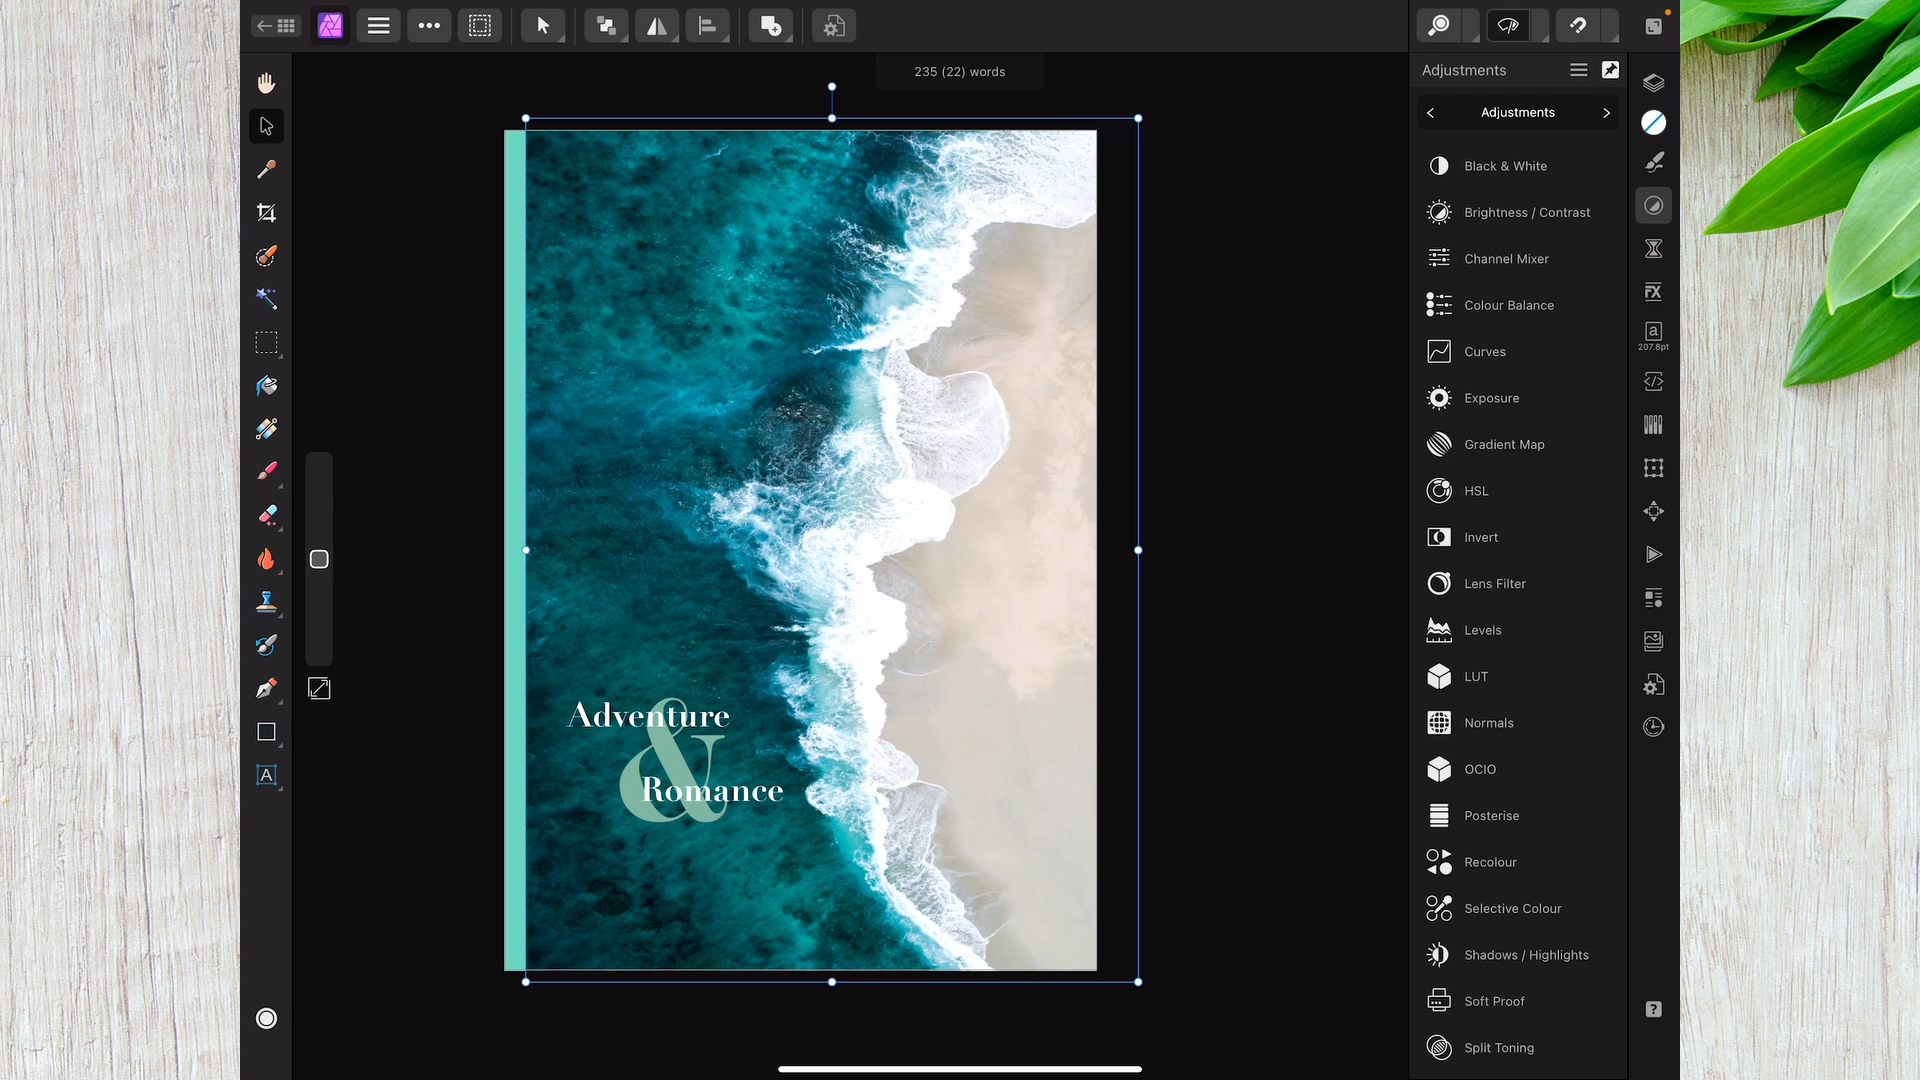 235 (22) words
Adjustments
Adjustments
Black & White
Brightness / Contrast
Channel Mixer
Colour Balance
Curves
Exposure
Gradient Map
HSL
Invert
Lens Filter
Levels
LUT
Normals
OCIO
Posterise
Recolour
Selective Colour
Shadows / Highlights
Soft Proof
Split Toning
FX
a
207.8pt
A
?
Adventure
&
Romance